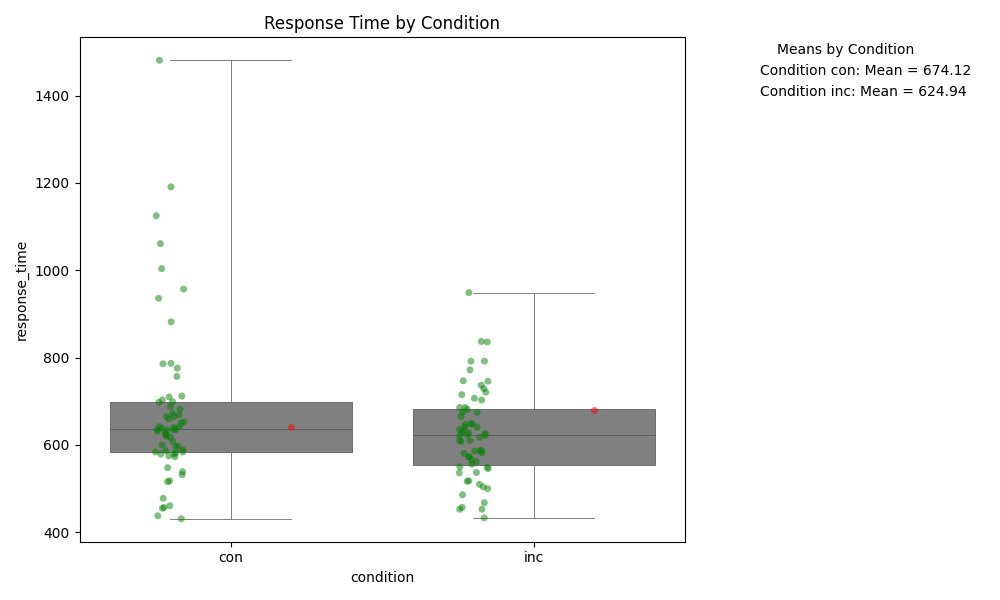 Response Time by Condition
Means by Condition
Condition con: Mean = 674.12
Condition inc: Mean = 624.94
response_time
1400
1200
1000
800
600
400
con inc
condition